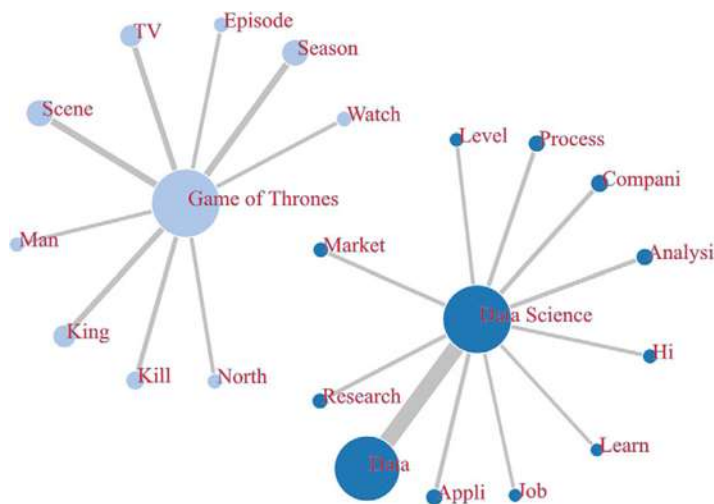 TV
Episode
Season
Scene
Watch
Game of Thrones
Man
King
Kill
North
Level
Process
Compani
Market
Analysi
Data Science
Hi
Research
Learn
Data
Appli
Job